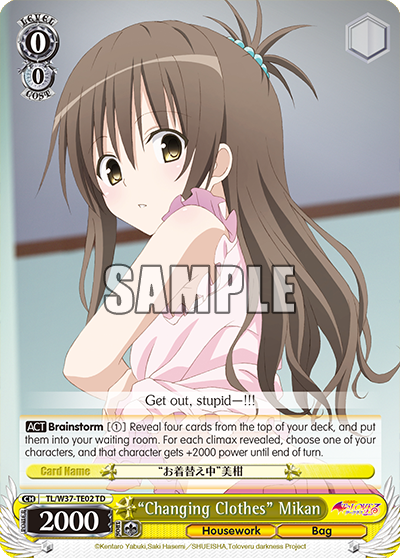 LEVEL
0
0
COST
SAMPLE
Get out, stupid—!!!
ACT Brainstorm [①] Reveal four cards from the top of your deck, and put
them into your waiting room. For each climax revealed, choose one of your
characters, and that character gets +2000 power until end of turn.
Card Name
“お着替え中”美柑
CH TL/W37-TE02 TD
“Changing Clothes” Mikan
2000
Housework
Bag
©Kentaro Yabuki,Saki Hasemi／SHUEISHA,Toloveru darkness Project